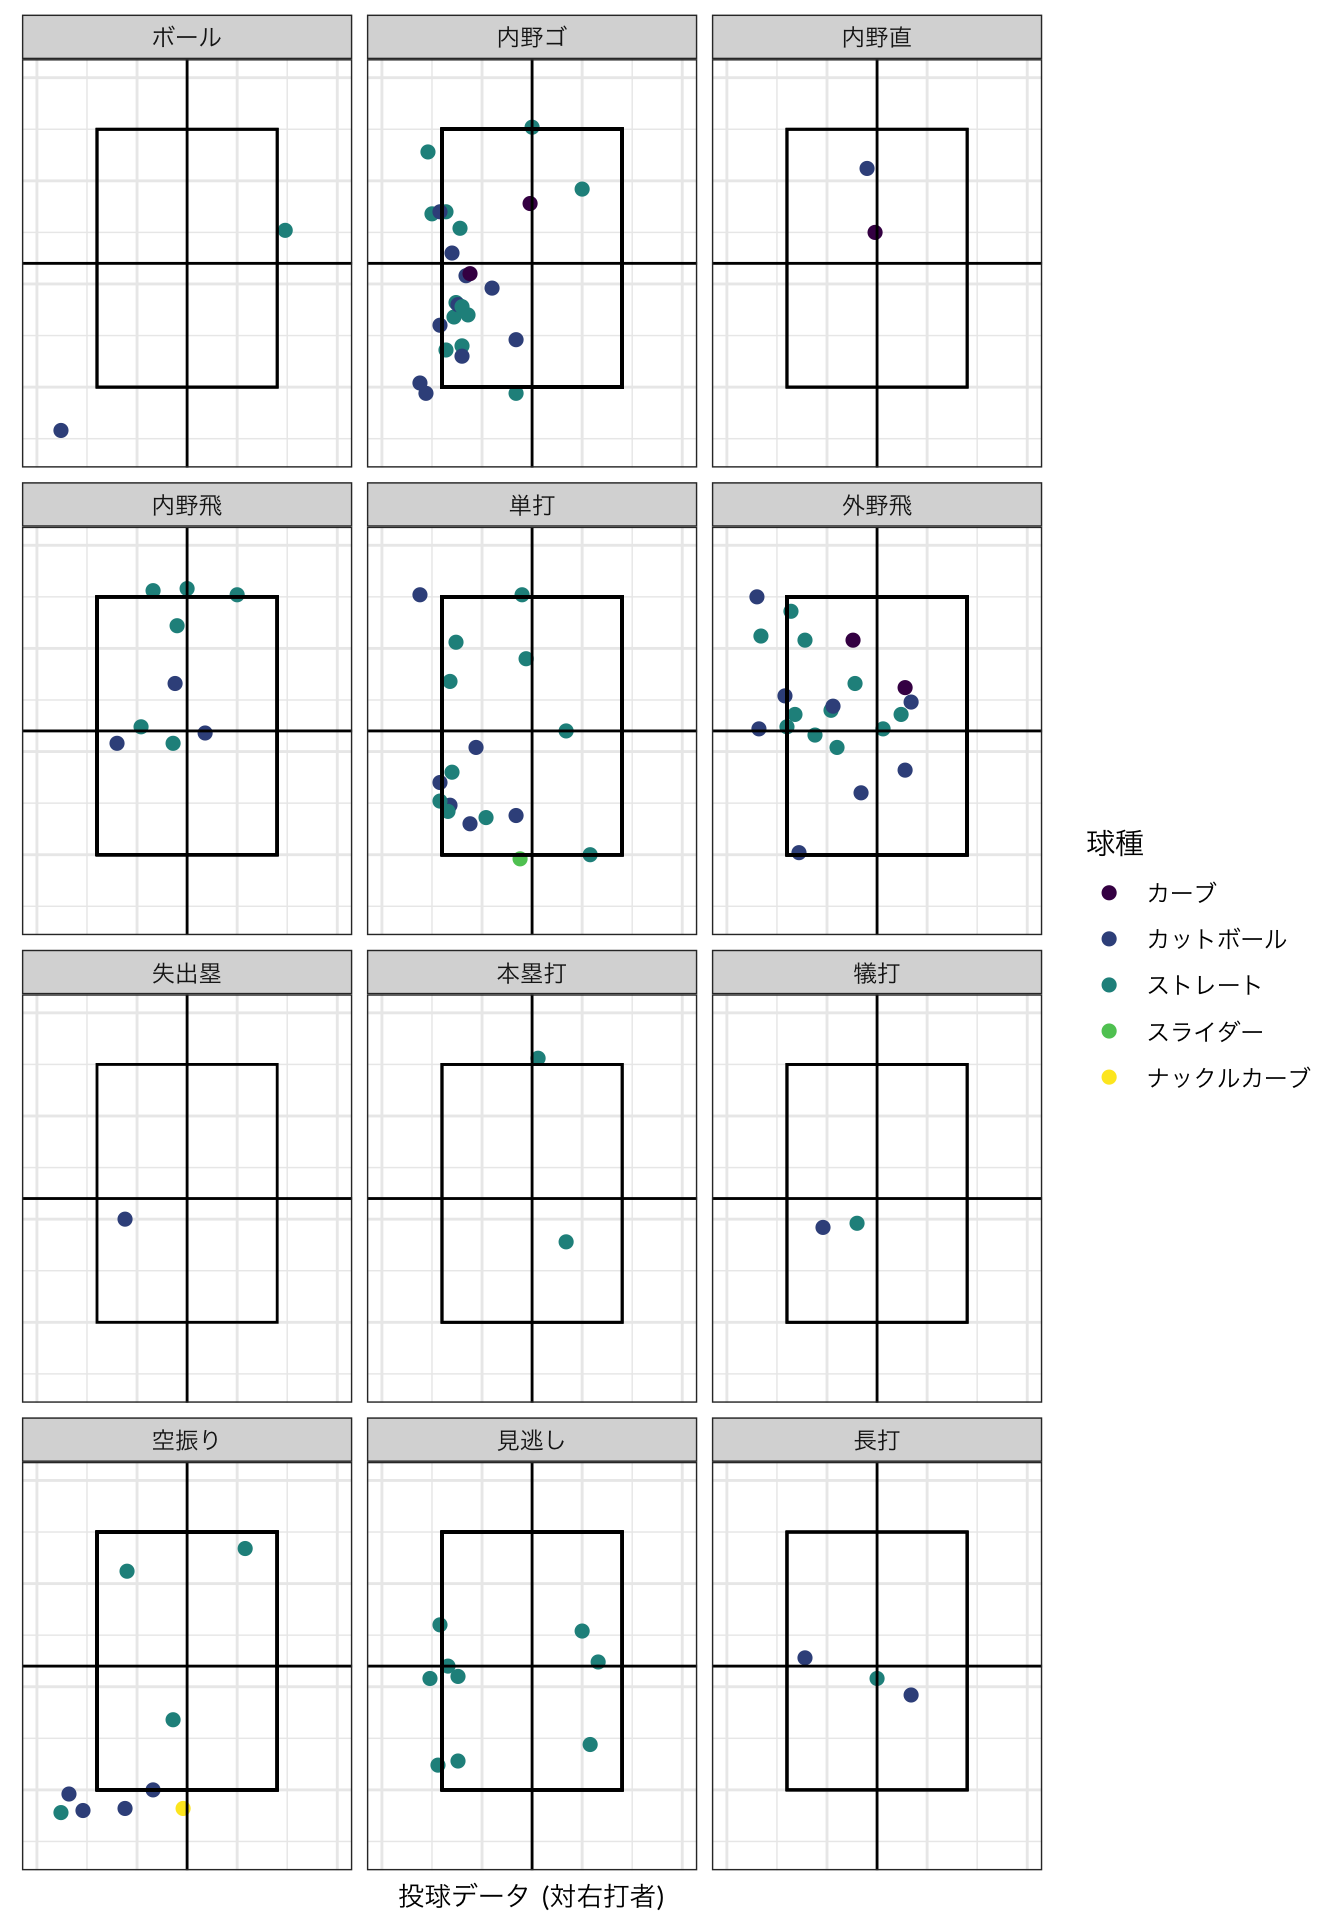 ボール
内野ゴ
内野直
内野飛
単打
外野飛
失出塁
本塁打
犠打
空振り
見逃し
長打
球種
カーブ
カットボール
ストレート
スライダー
ナックルカーブ
投球データ (対右打者)